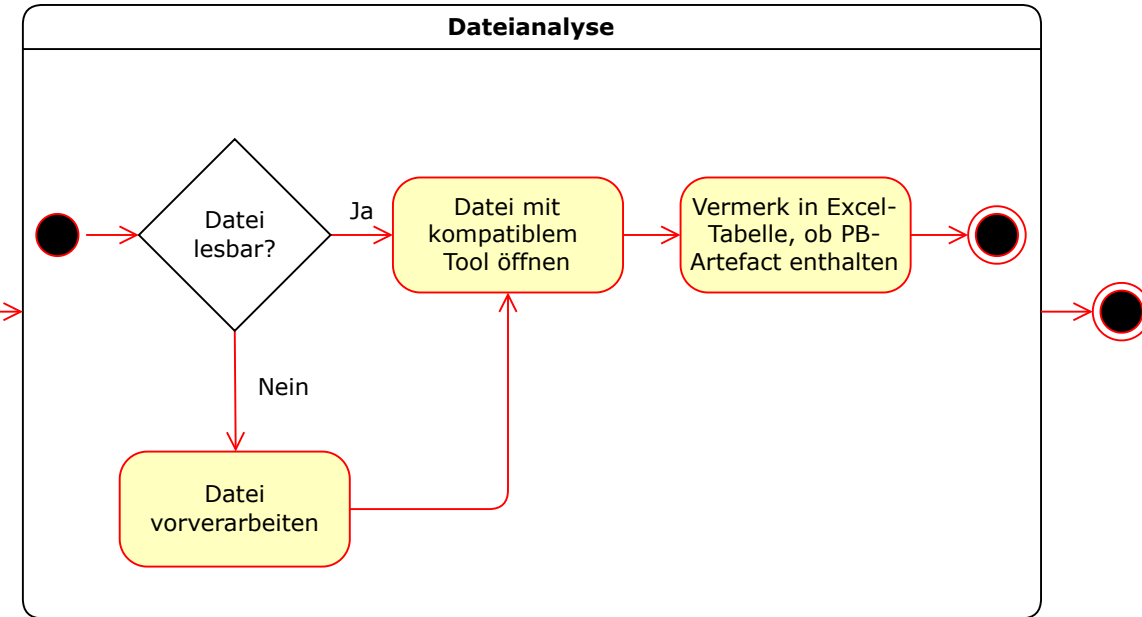 Dateianalyse
Datei
lesbar?
Ja
Datei mit
kompatiblem
Tool öffnen
Vermerk in Excel-
Tabelle, ob PB-
Artefact enthalten
Nein
Datei
vorverarbeiten